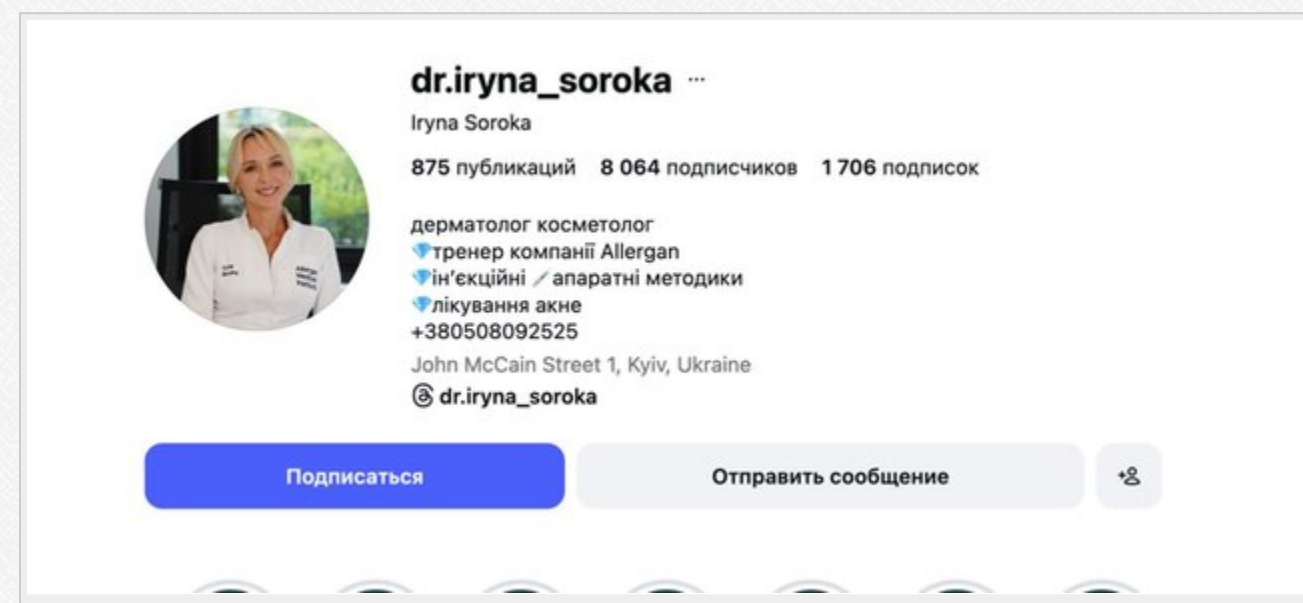 dr.iryna_soroka ...
Iryna Soroka
875 публикаций 8 064 подписчиков 1 706 подписок
дерматолог косметолог
💎тренер компанії Allergan
💎ін’єкційні 💉апаратні методики
💎лікування акне
+380508092525
John McCain Street 1, Kyiv, Ukraine
dr.iryna_soroka
Подписаться
Отправить сообщение